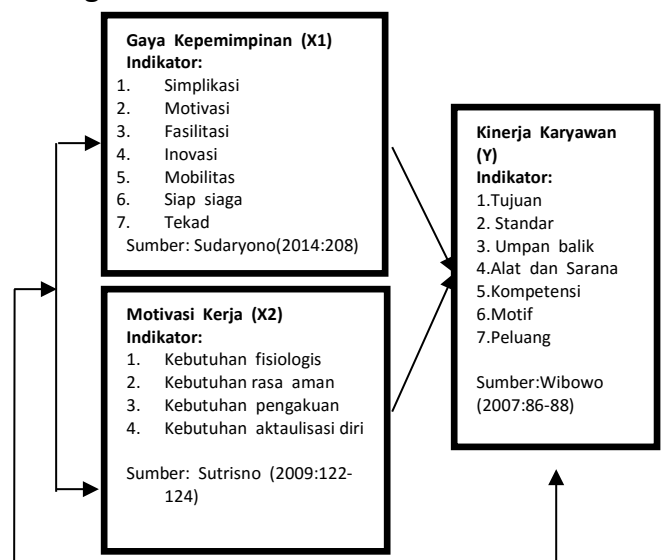 Gaya Kepemimpinan (X1)
Indikator:
1. Simplikasi
2. Motivasi
3. Fasilitasi
4. Inovasi
5. Mobilitas
6. Siap siaga
7. Tekad
Sumber: Sudaryono(2014:208)
Motivasi Kerja (X2)
Indikator:
1. Kebutuhan fisiologis
2. Kebutuhan rasa aman
3. Kebutuhan pengakuan
4. Kebutuhan aktaulisasi diri
Sumber: Sutrisno (2009:122-
124)
Kinerja Karyawan
(Y)
Indikator:
1.Tujuan
2. Standar
3. Umpan balik
4.Alat dan Sarana
5.Kompetensi
6.Motif
7.Peluang
Sumber:Wibowo
(2007:86-88)